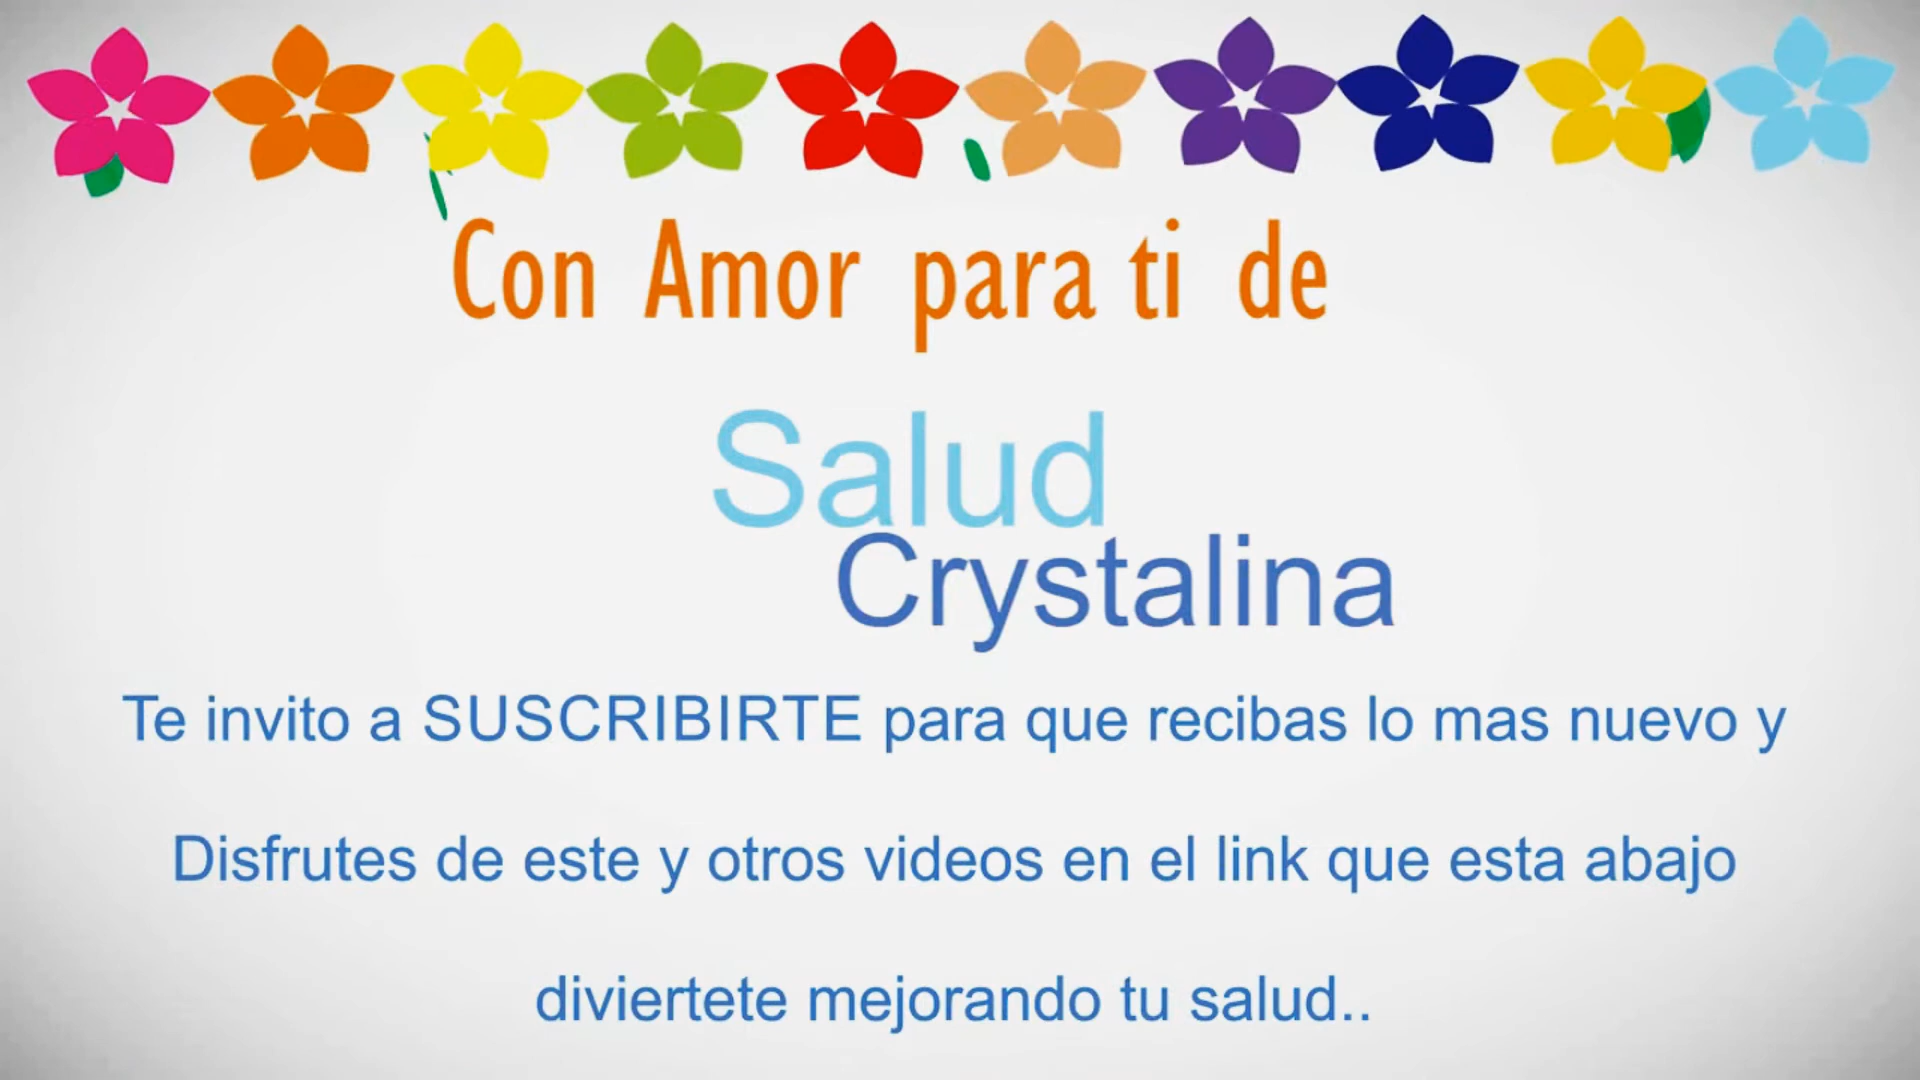 Con Amor para ti de
Salud
Crystalina
Te invito a SUSCRIBIRTE para que recibas lo mas nuevo y
Disfrutes de este y otros videos en el link que esta abajo
diviertete mejorando tu salud..